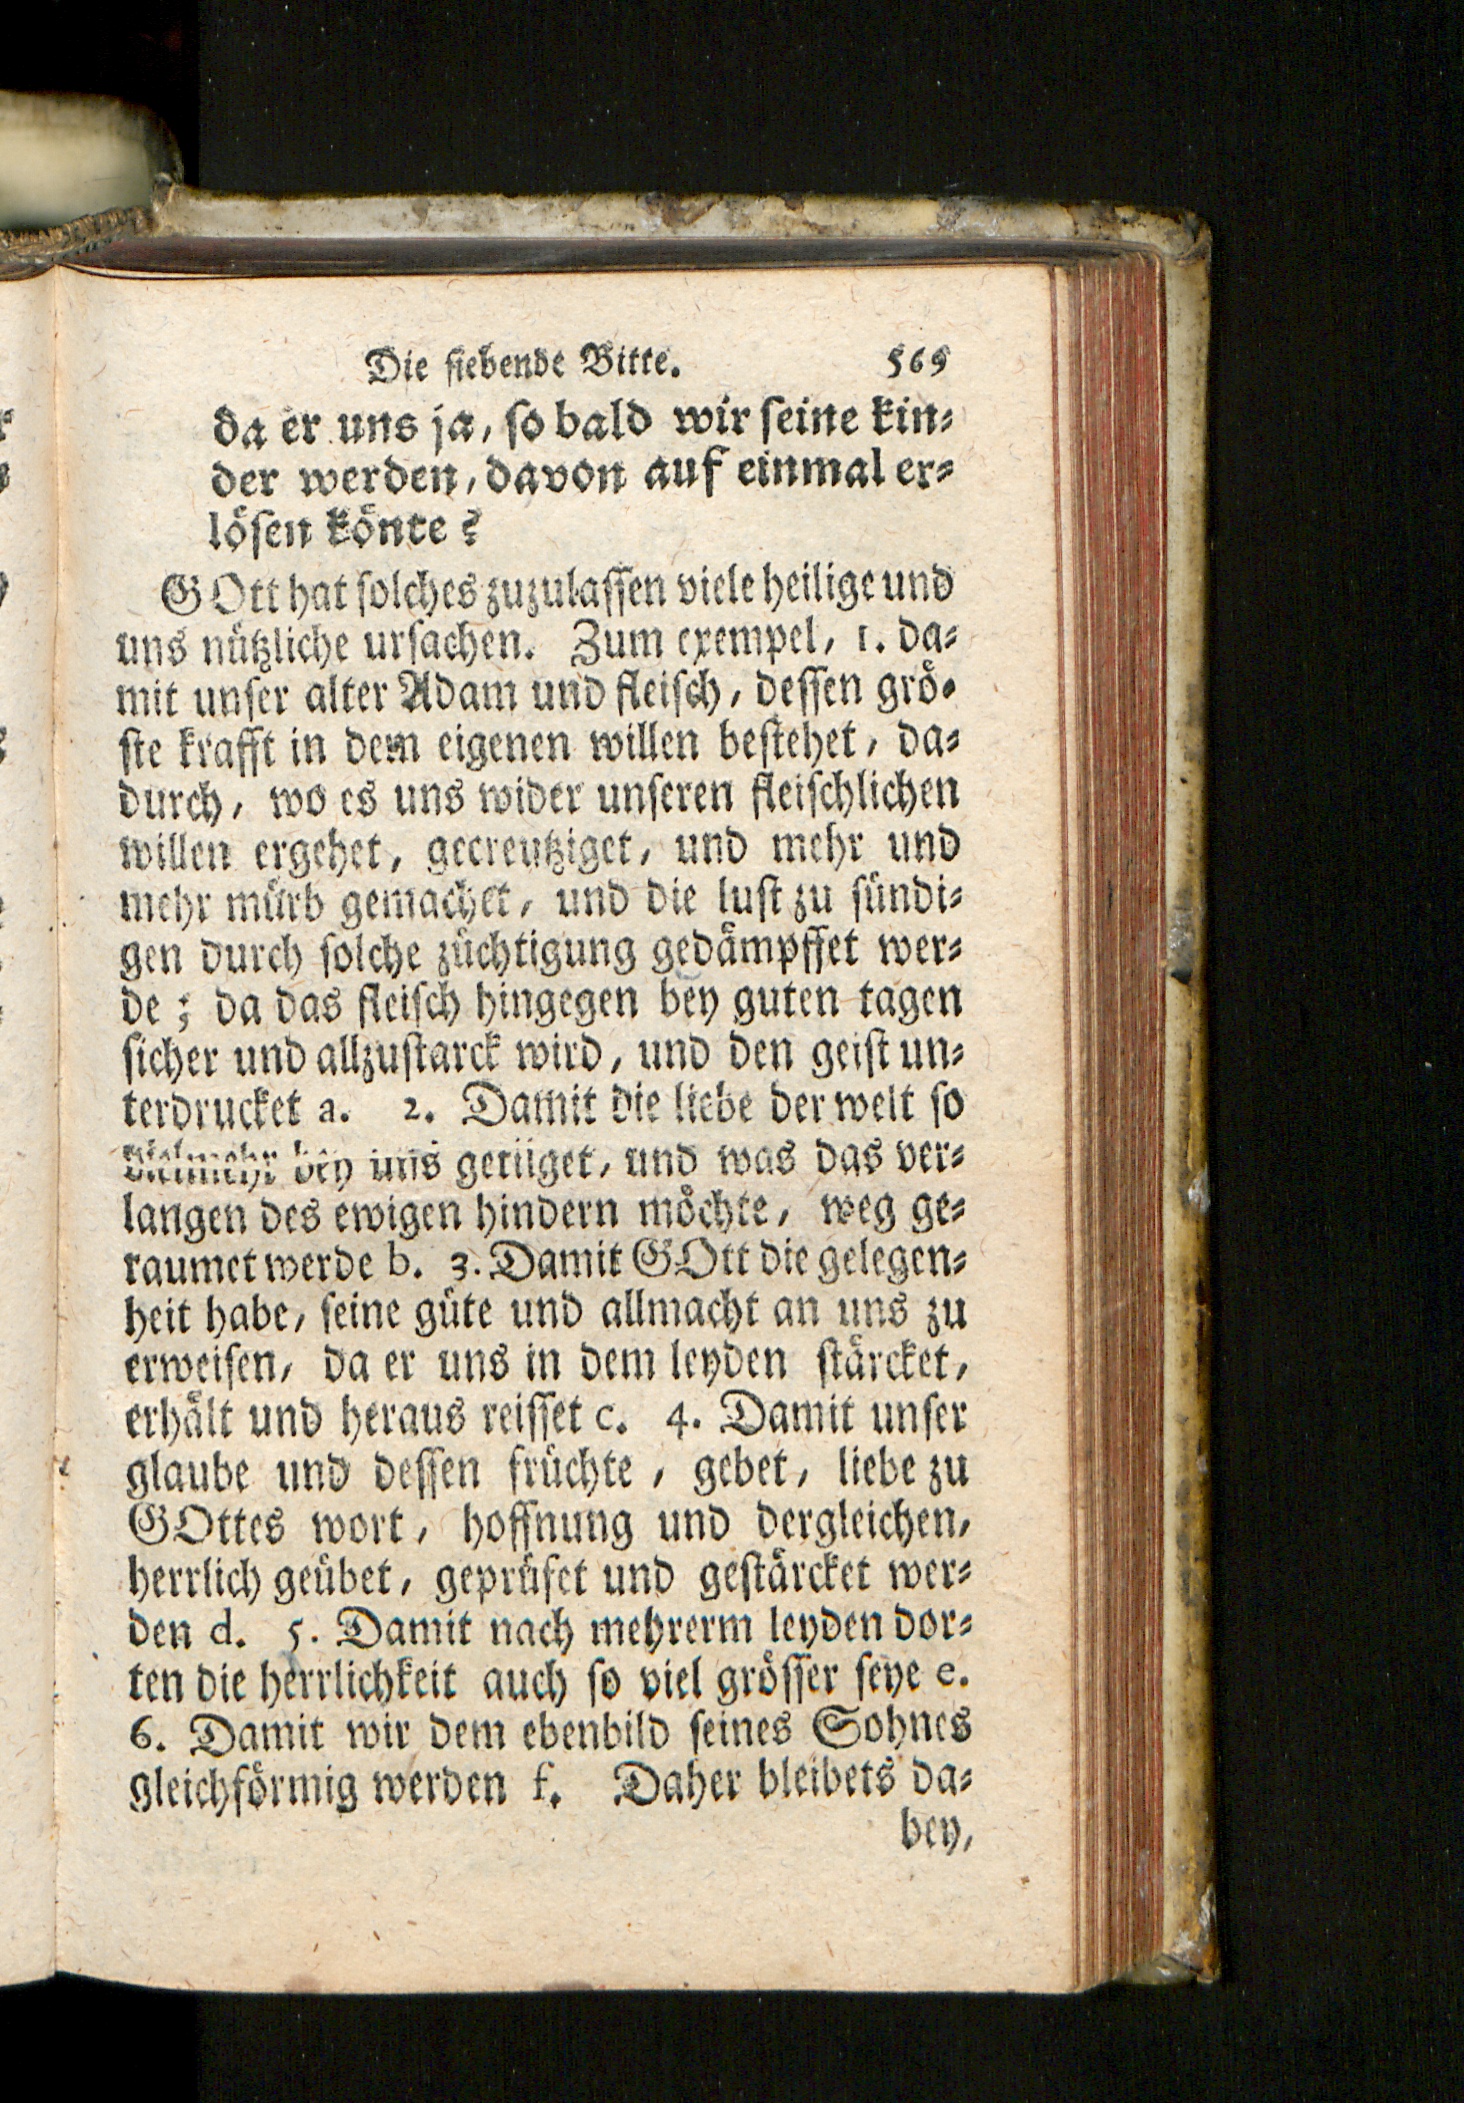 Die siebende Bitte. 569
da er uns ja, so bald wir seine kin-
der werden, davon auf einmal er-
lösen könte?
GOtt hat solches zuzulassen viele heilige und
uns nützliche ursachen. Zum exempel, 1. da-
mit unser alter Adam und fleisch, dessen grö-
ste krafft in dem eigenen willen bestehet, da-
durch, wo es uns wider unseren fleischlichen
willen ergehet, gecreutziget, und mehr und
mehr mürb gemachet, und die lust zu sündi-
gen durch solche züchtigung gedämpffet wer-
de; da das fleisch hingegen bey guten tagen
sicher und allzustarck wird, und den geist un-
terdrucket a. 2. Damit die liebe der welt so
vielmehr bey uns getilget, und was das ver-
langen des ewigen hindern möchte, weg ge-
raumet werde b. 3. Damit GOtt die gelegen-
heit habe, seine güte und allmacht an uns zu
erweisen, da er uns in dem leyden stärcket,
erhält und heraus reisset c. 4. Damit unser
glaube und dessen früchte, gebet, liebe zu
GOttes wort, hoffnung und dergleichen,
herrlich geübet, geprüfet und gestärcket wer-
den d. 5. Damit nach mehrerm leyden dor-
ten die herrlichkeit auch so viel grösser seye e.
6. Damit wir dem ebenbild seines Sohnes
gleichförmig werden f. Daher bleibets da-
bey,